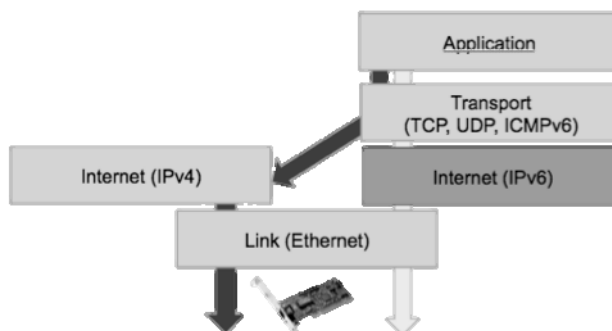 Application
Transport
(TCP, UDP, ICMPv6)
Internet (IPv4)
Internet (IPv6)
Link (Ethernet)